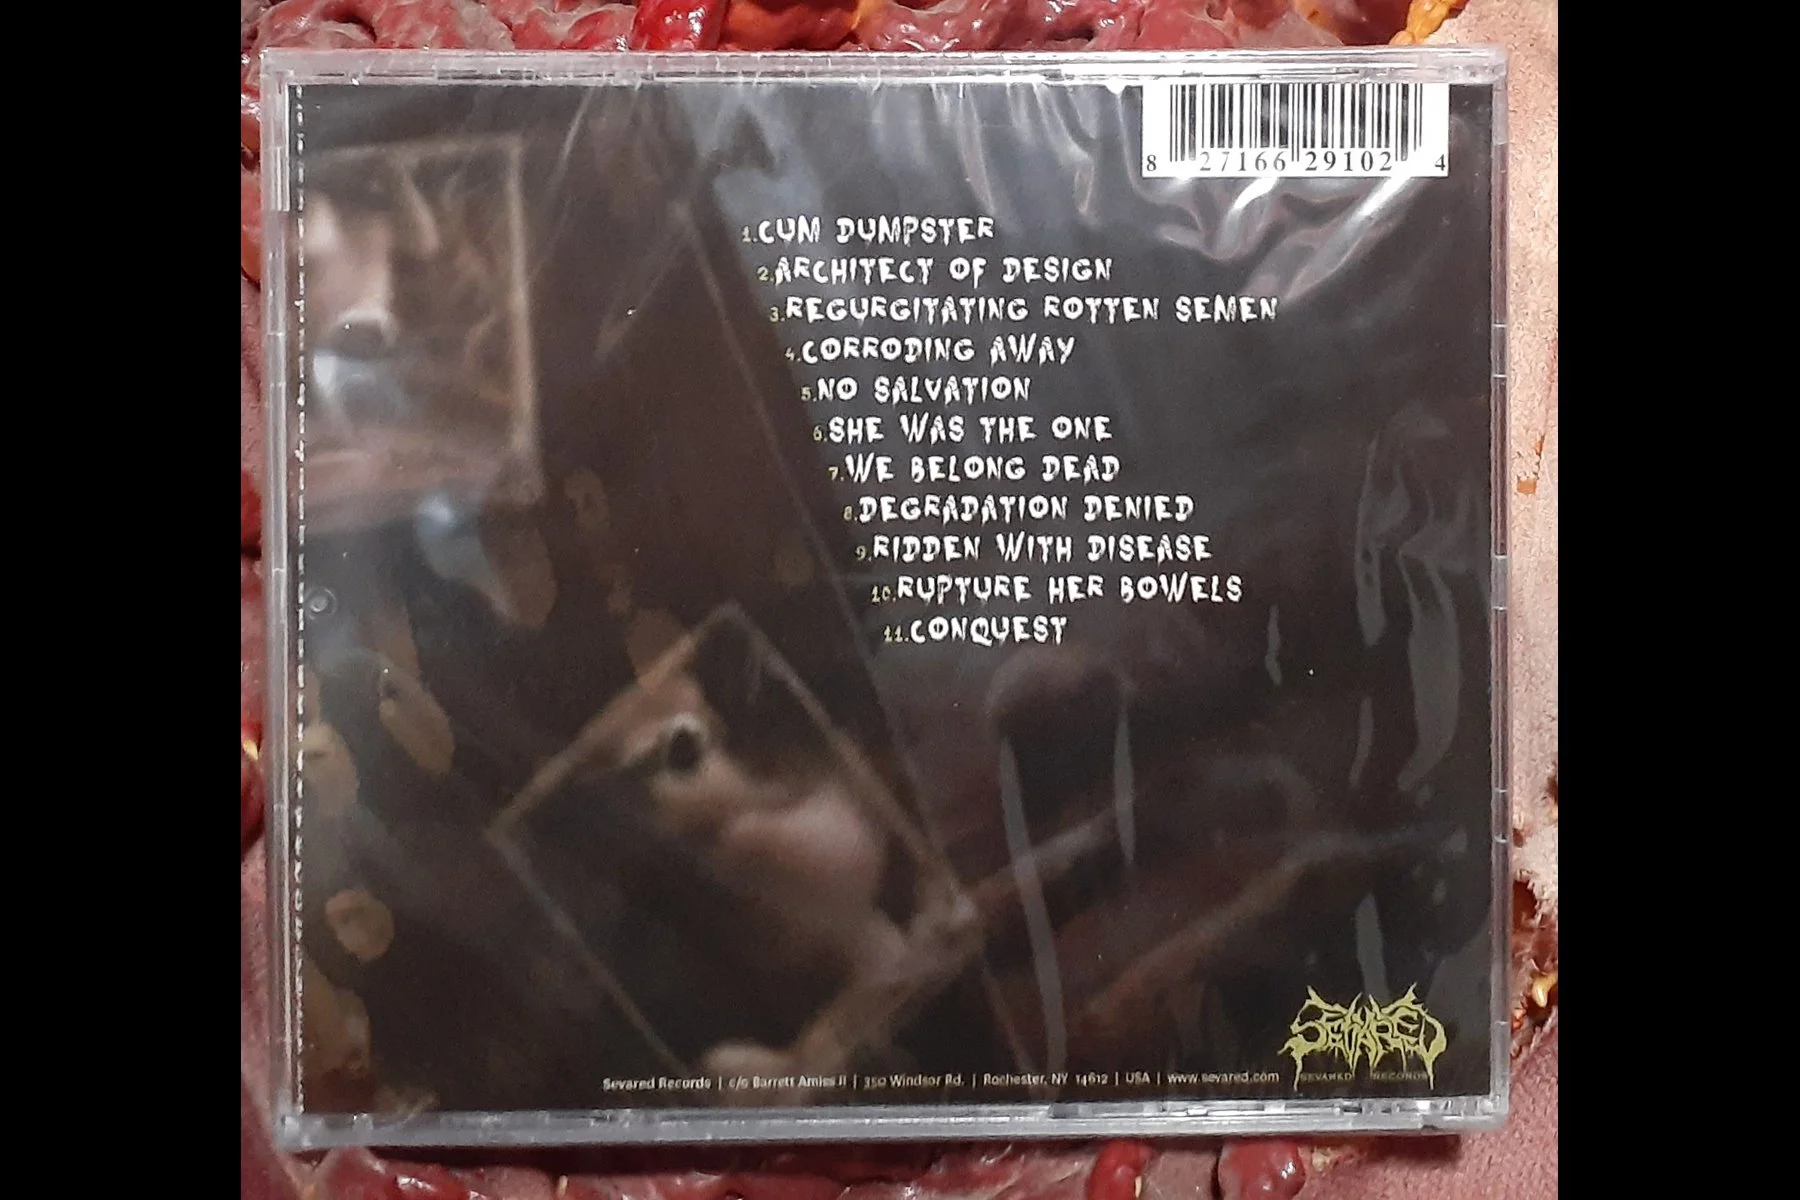 8 27166 29102 4
1.CUM DUMPSTER
2.ARCHITECT OF DESIGN
3.REGURGITATING ROTTEN SEMEN
4.CORRODING AWAY
5.NO SALVATION
6.SHE WAS THE ONE
7.WE BELONG DEAD
8.DEGRADATION DENIED
9.RIDDEN WITH DISEASE
10.RUPTURE HER BOWELS
11.CONQUEST
SEVARED
SEVARED RECORDS
Sevared Records | c/o Barrett Amiss II | 350 Windsor Rd. | Rochester, NY 14612 | USA | www.sevared.com